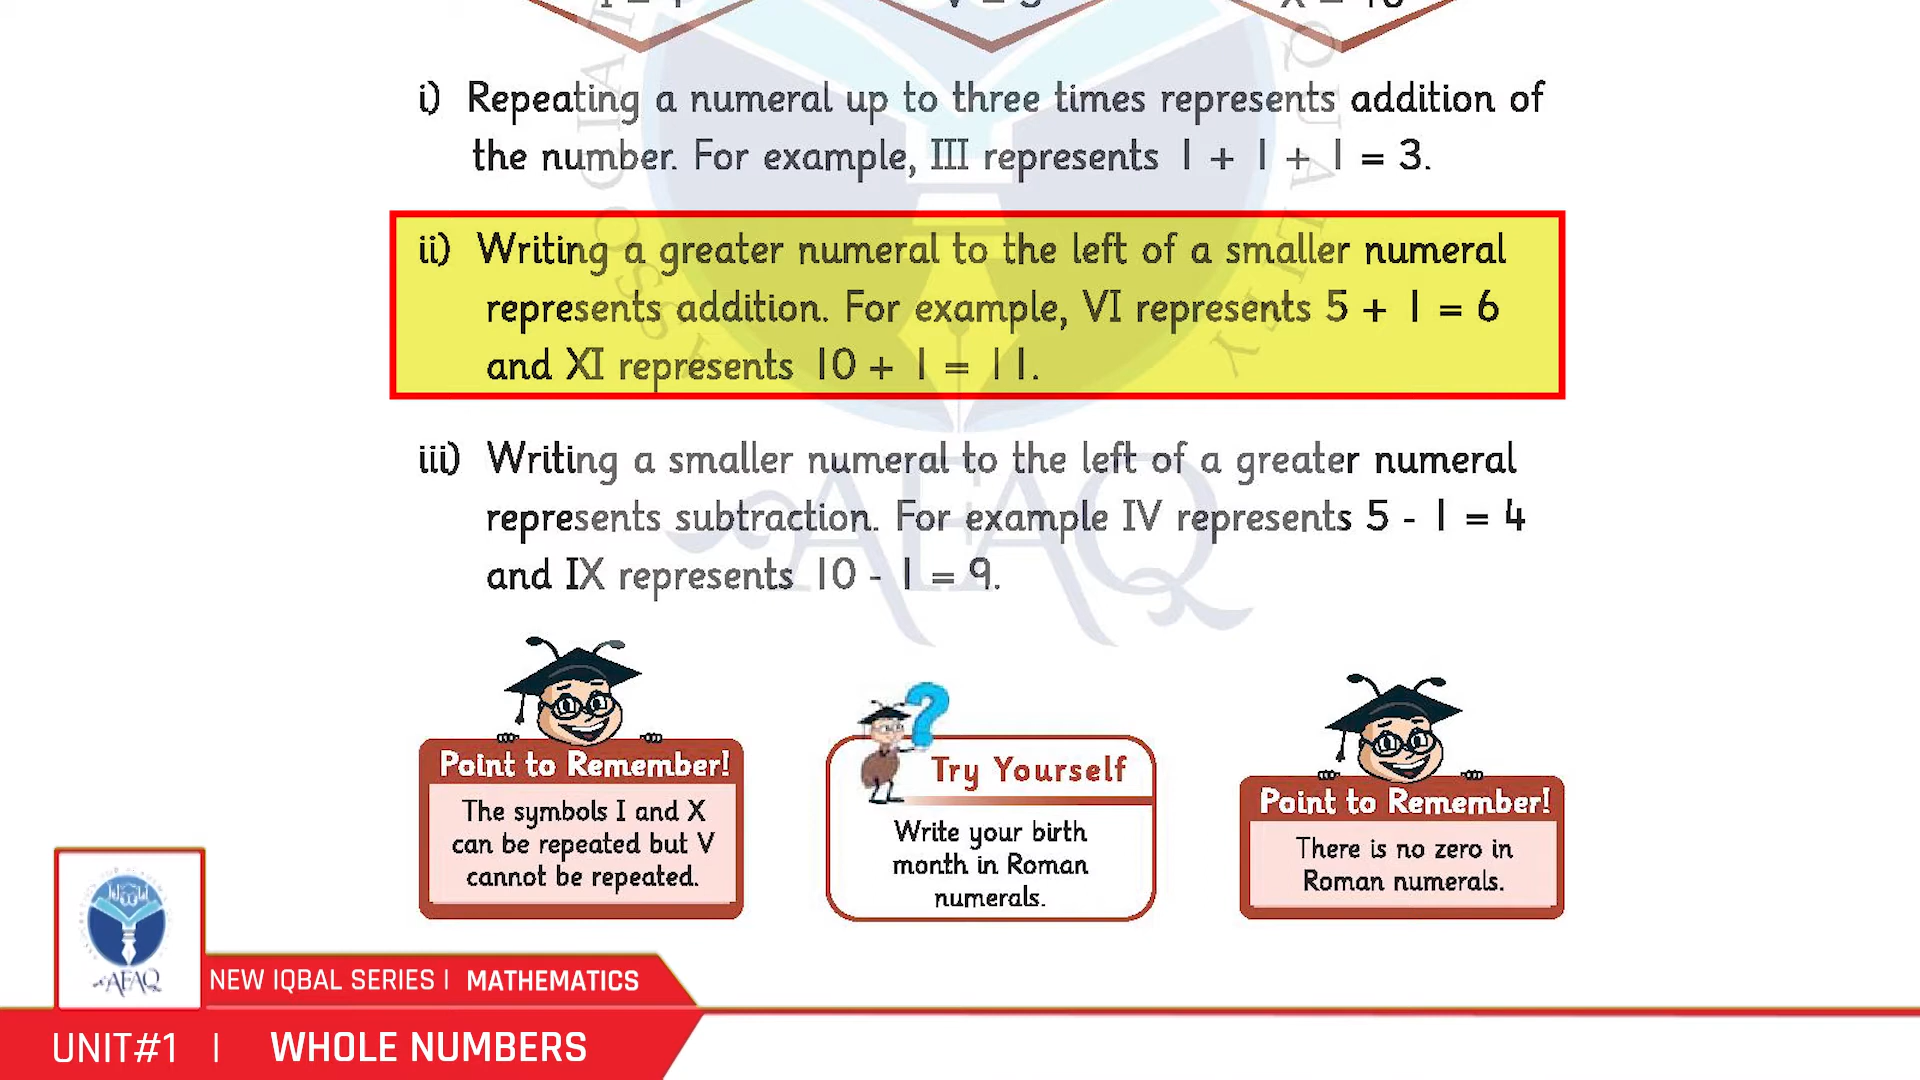 I = 1 V = 5 X = 10
i) Repeating a numeral up to three times represents addition of
the number. For example, III represents 1 + 1 + 1 = 3.
ii) Writing a greater numeral to the left of a smaller numeral
represents addition. For example, VI represents 5 + 1 = 6
and XI represents 10 + 1 = 11.
iii) Writing a smaller numeral to the left of a greater numeral
represents subtraction. For example IV represents 5 - 1 = 4
and IX represents 10 - 1 = 9.
Point to Remember!
The symbols I and X
can be repeated but V
cannot be repeated.
Try Yourself
Write your birth
month in Roman
numerals.
Point to Remember!
There is no zero in
Roman numerals.
AFAQ
AFAQ
NEW IQBAL SERIES | MATHEMATICS
UNIT#1 | WHOLE NUMBERS